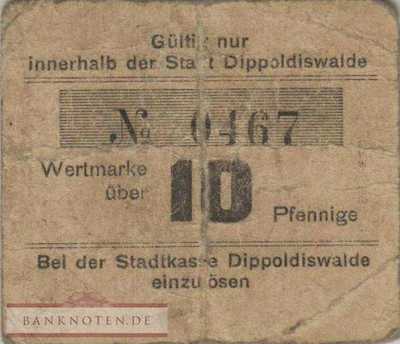 Gültig nur
innerhalb der Stadt Dippoldiswalde
№ 0467
Wertmarke
über
10
Pfennige
Bei der Stadtkasse Dippoldiswalde
einzulösen
BANKNOTEN.DE